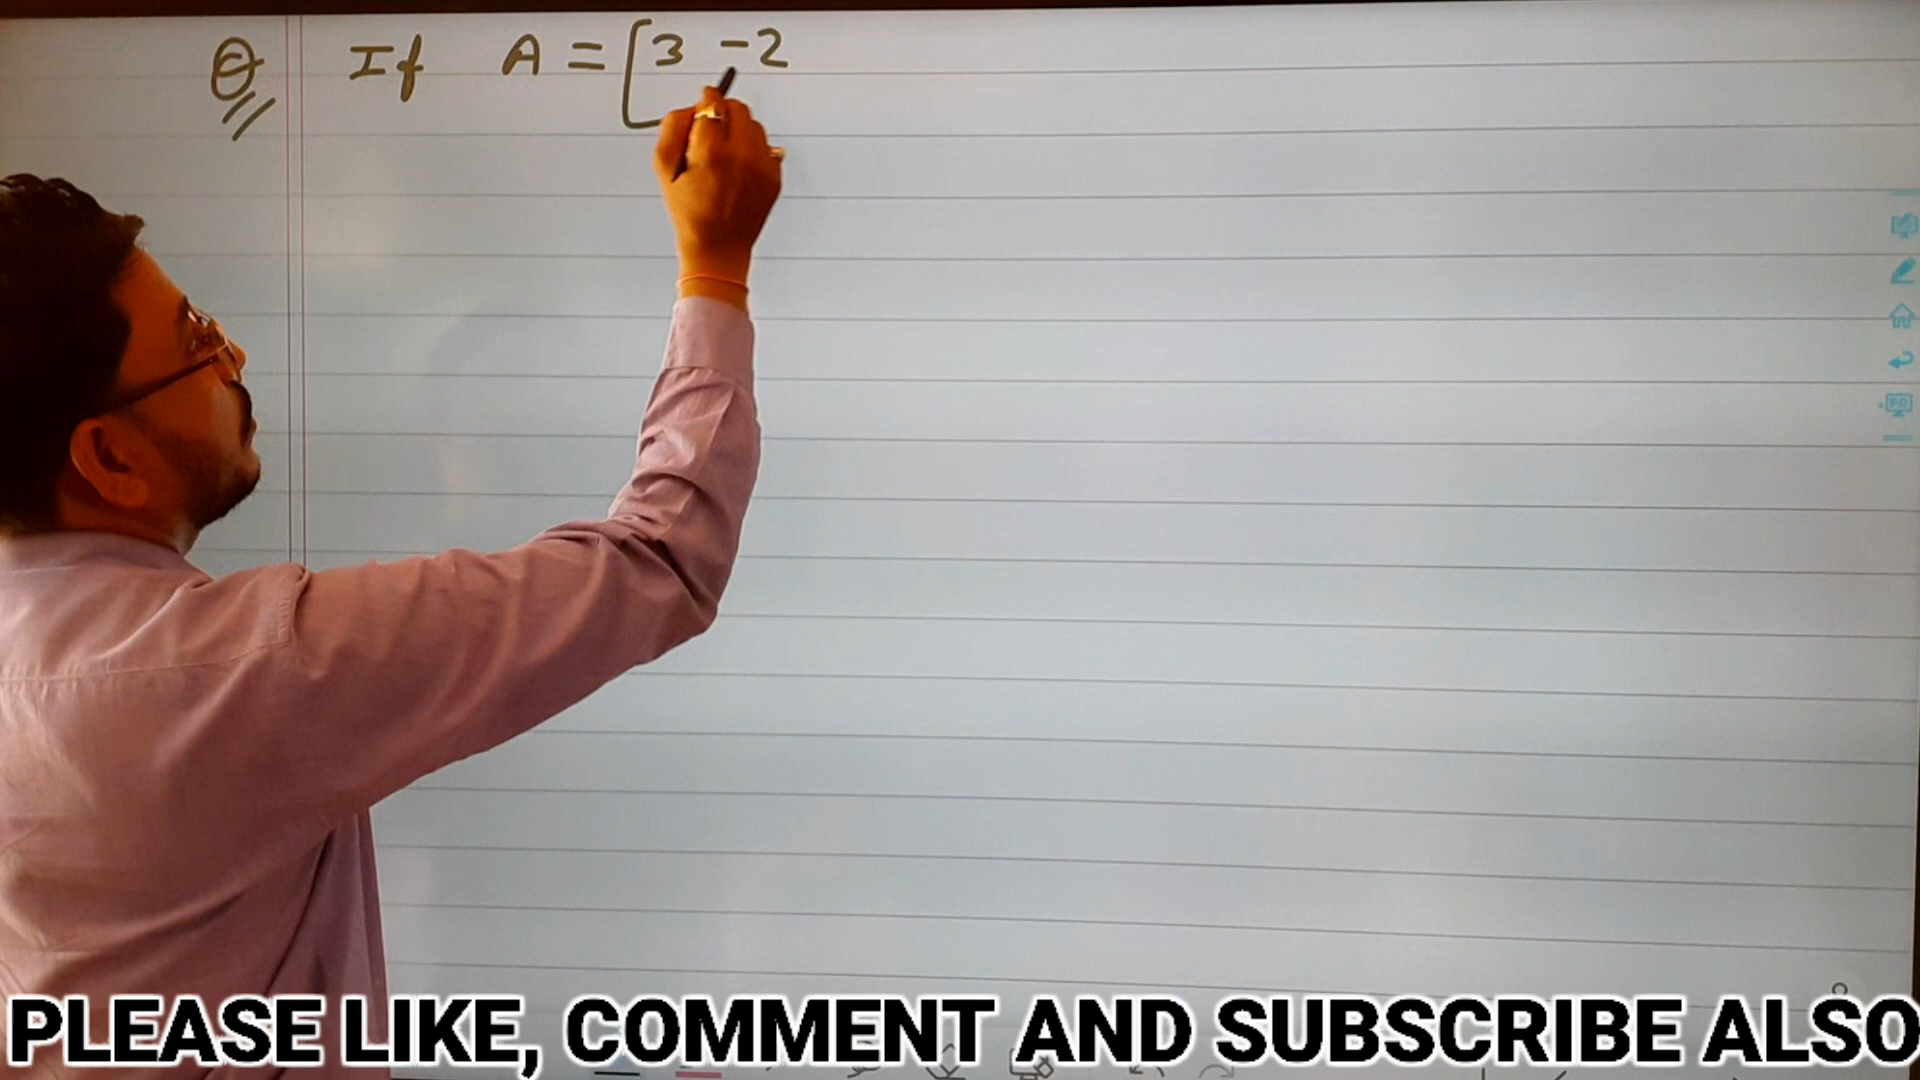 Q If A = [3 -2
PLEASE LIKE, COMMENT AND SUBSCRIBE ALSO